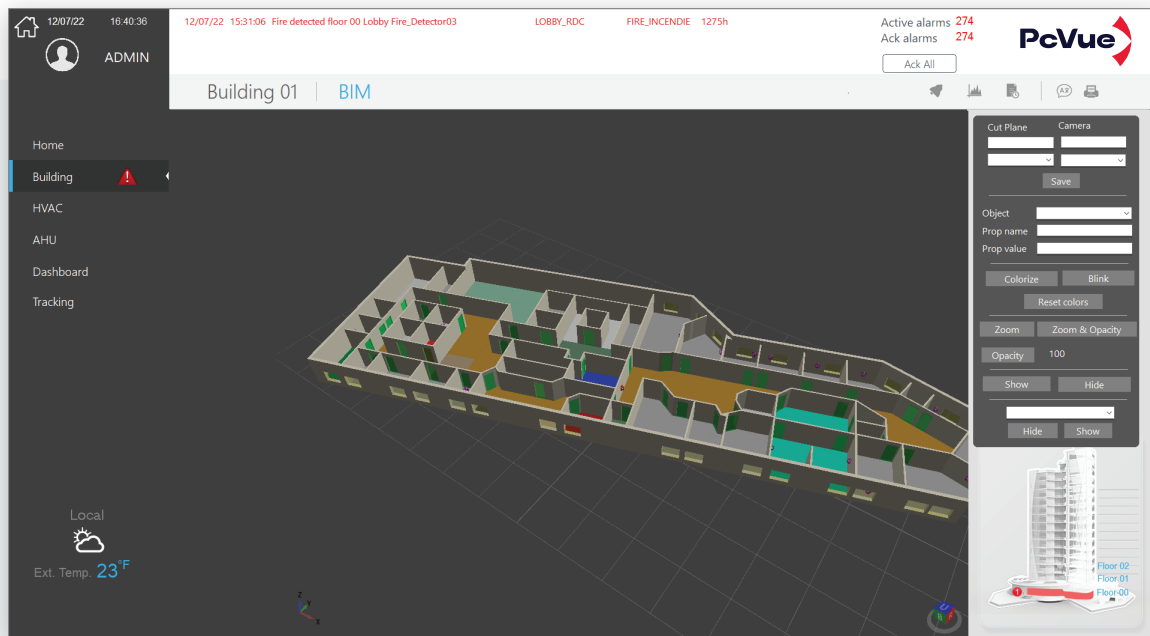 12/07/22 16:40:36
ADMIN
12/07/22 15:31:06 Fire detected floor 00 Lobby Fire_Detector03 LOBBY_RDC FIRE_INCENDIE 1275h
Active alarms 274
Ack alarms 274
Ack All
PcVue
Building 01 BIM
Home
Building
HVAC
AHU
Dashboard
Tracking
Local
Ext. Temp. 23°F
Cut Plane Camera
Save
Object
Prop name
Prop value
Colorize Blink
Reset colors
Zoom Zoom & Opacity
Opacity 100
Show Hide
Hide Show
Floor 02
Floor 01
Floor-00
Z
Y
X
U